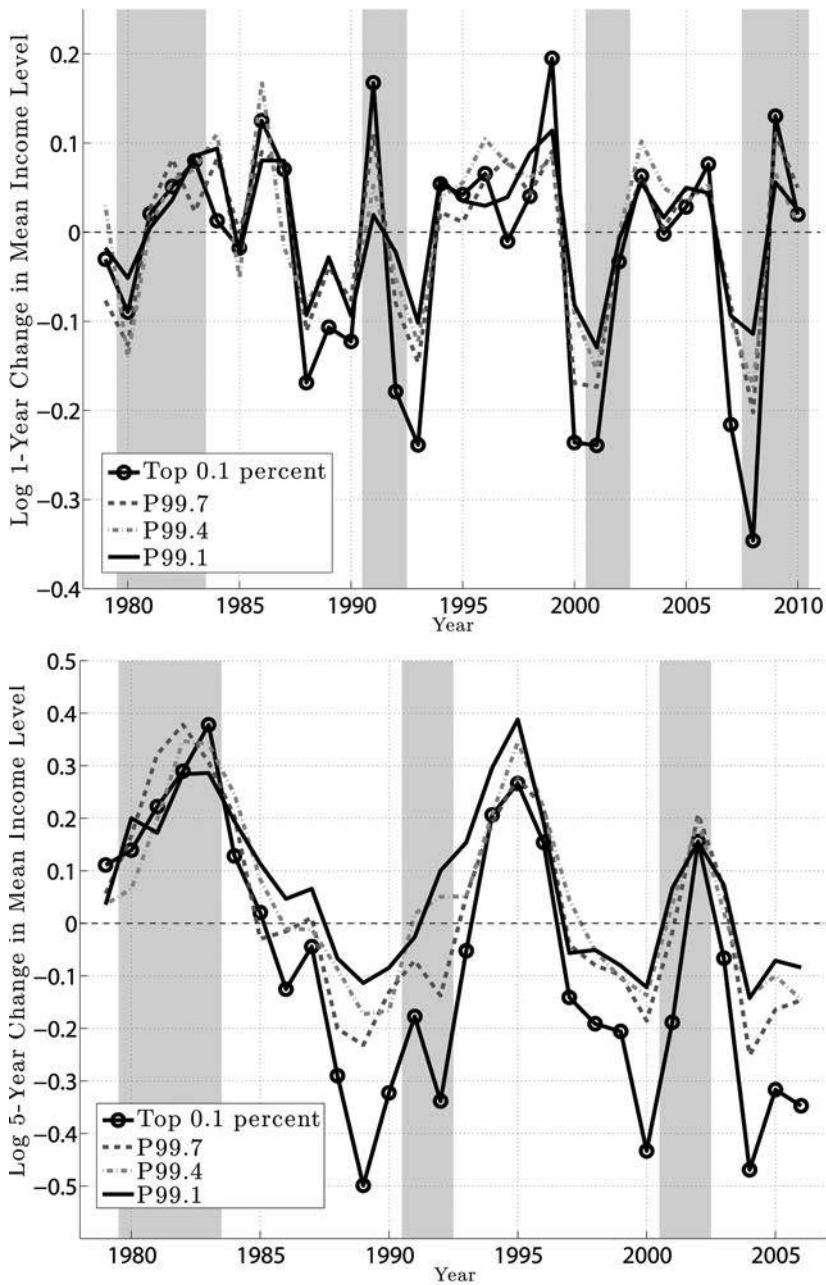 Log 1-Year Change in Mean Income Level
0.2
0.1
0
−0.1
−0.2
−0.3
−0.4
Top 0.1 percent
P99.7
P99.4
P99.1
1980 1985 1990 1995 2000 2005 2010
Year
Log 5-Year Change in Mean Income Level
0.5
0.4
0.3
0.2
0.1
0
−0.1
−0.2
−0.3
−0.4
−0.5
Top 0.1 percent
P99.7
P99.4
P99.1
1980 1985 1990 1995 2000 2005
Year